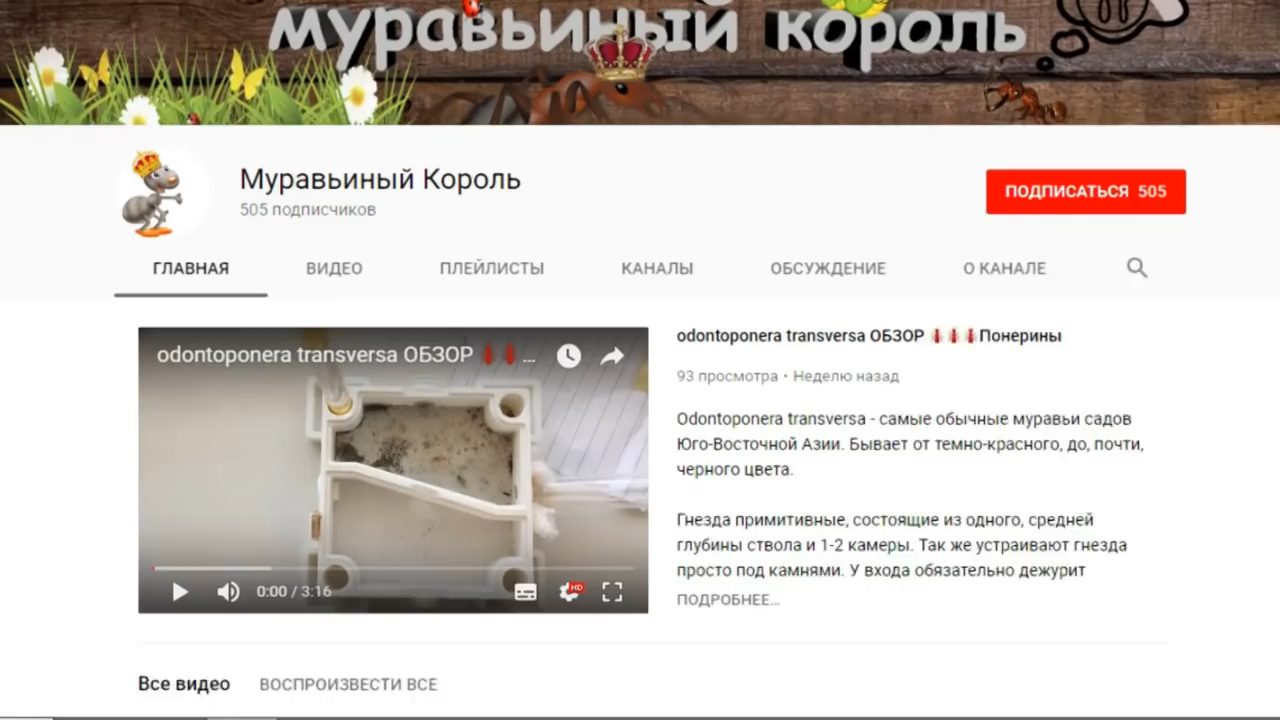 муравьиный король
Муравьиный Король
505 подписчиков
ПОДПИСАТЬСЯ 505
ГЛАВНАЯ ВИДЕО ПЛЕЙЛИСТЫ КАНАЛЫ ОБСУЖДЕНИЕ О КАНАЛЕ
odontoponera transversa ОБЗОР ...
0:00 / 3:16
HD
odontoponera transversa ОБЗОР Понерины
93 просмотра • Неделю назад
Odontoponera transversa - самые обычные муравьи садов
Юго-Восточной Азии. Бывает от темно-красного, до, почти,
черного цвета.
Гнезда примитивные, состоящие из одного, средней
глубины ствола и 1-2 камеры. Так же устраивают гнезда
просто под камнями. У входа обязательно дежурит
ПОДРОБНЕЕ...
Все видео ВОСПРОИЗВЕСТИ ВСЕ